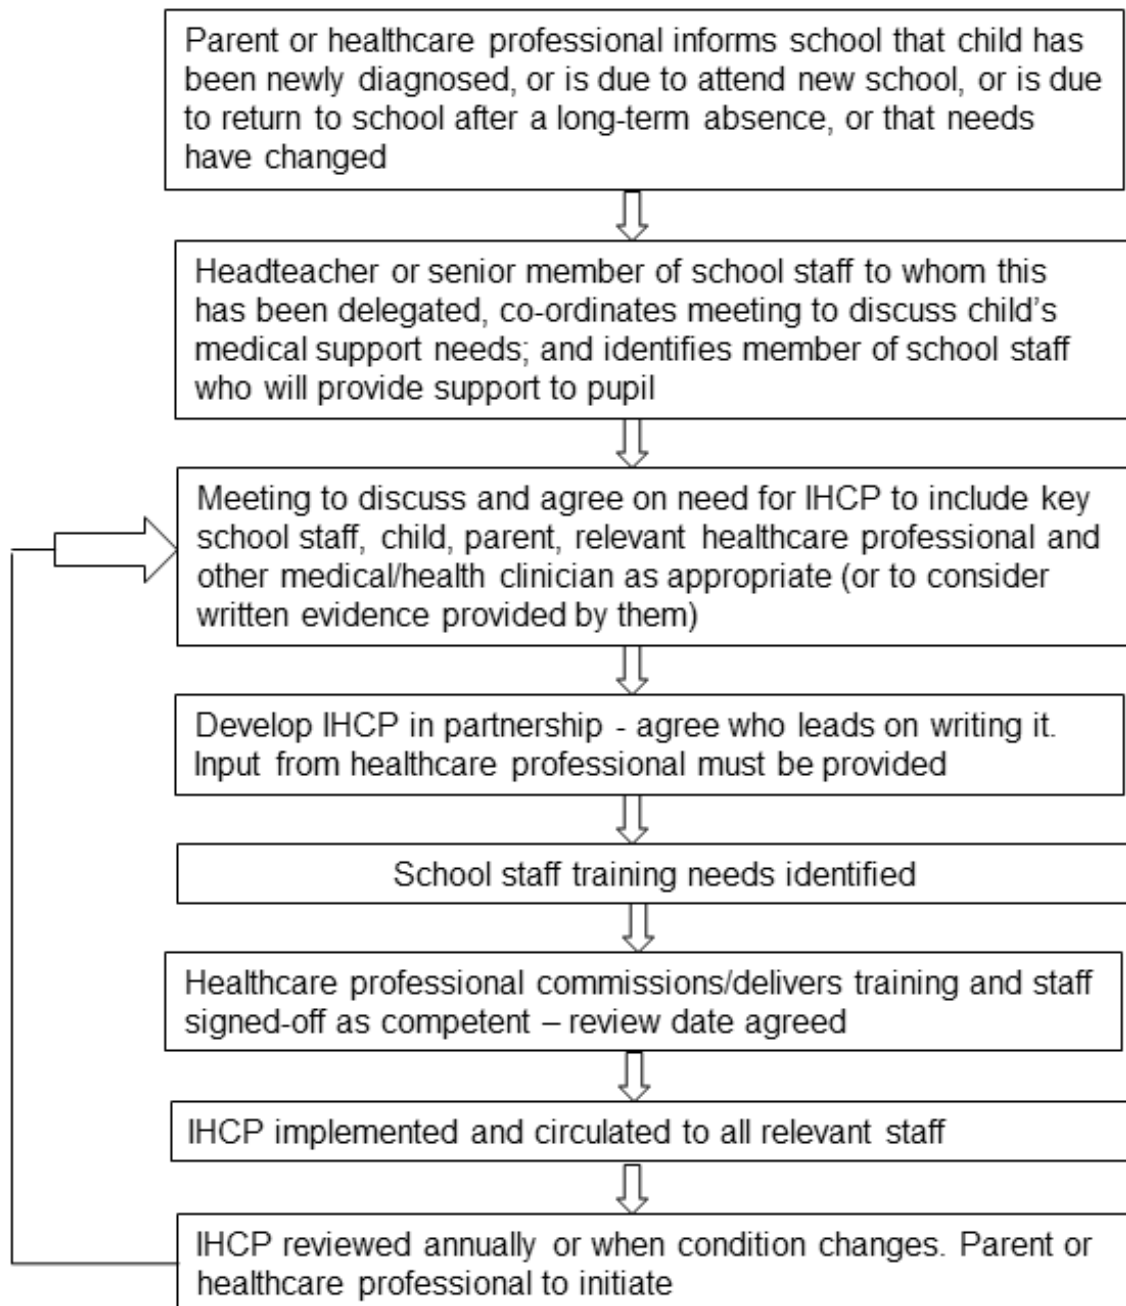 Parent or healthcare professional informs school that child has
been newly diagnosed, or is due to attend new school, or is due
to return to school after a long-term absence, or that needs
have changed
Headteacher or senior member of school staff to whom this
has been delegated, co-ordinates meeting to discuss child's
medical support needs; and identifies member of school staff
who will provide support to pupil
Meeting to discuss and agree on need for IHCP to include key
school staff, child, parent, relevant healthcare professional and
other medical/health clinician as appropriate (or to consider
written evidence provided by them)
Develop IHCP in partnership - agree who leads on writing it.
Input from healthcare professional must be provided
School staff training needs identified
Healthcare professional commissions/delivers training and staff
signed-off as competent – review date agreed
IHCP implemented and circulated to all relevant staff
IHCP reviewed annually or when condition changes. Parent or
healthcare professional to initiate